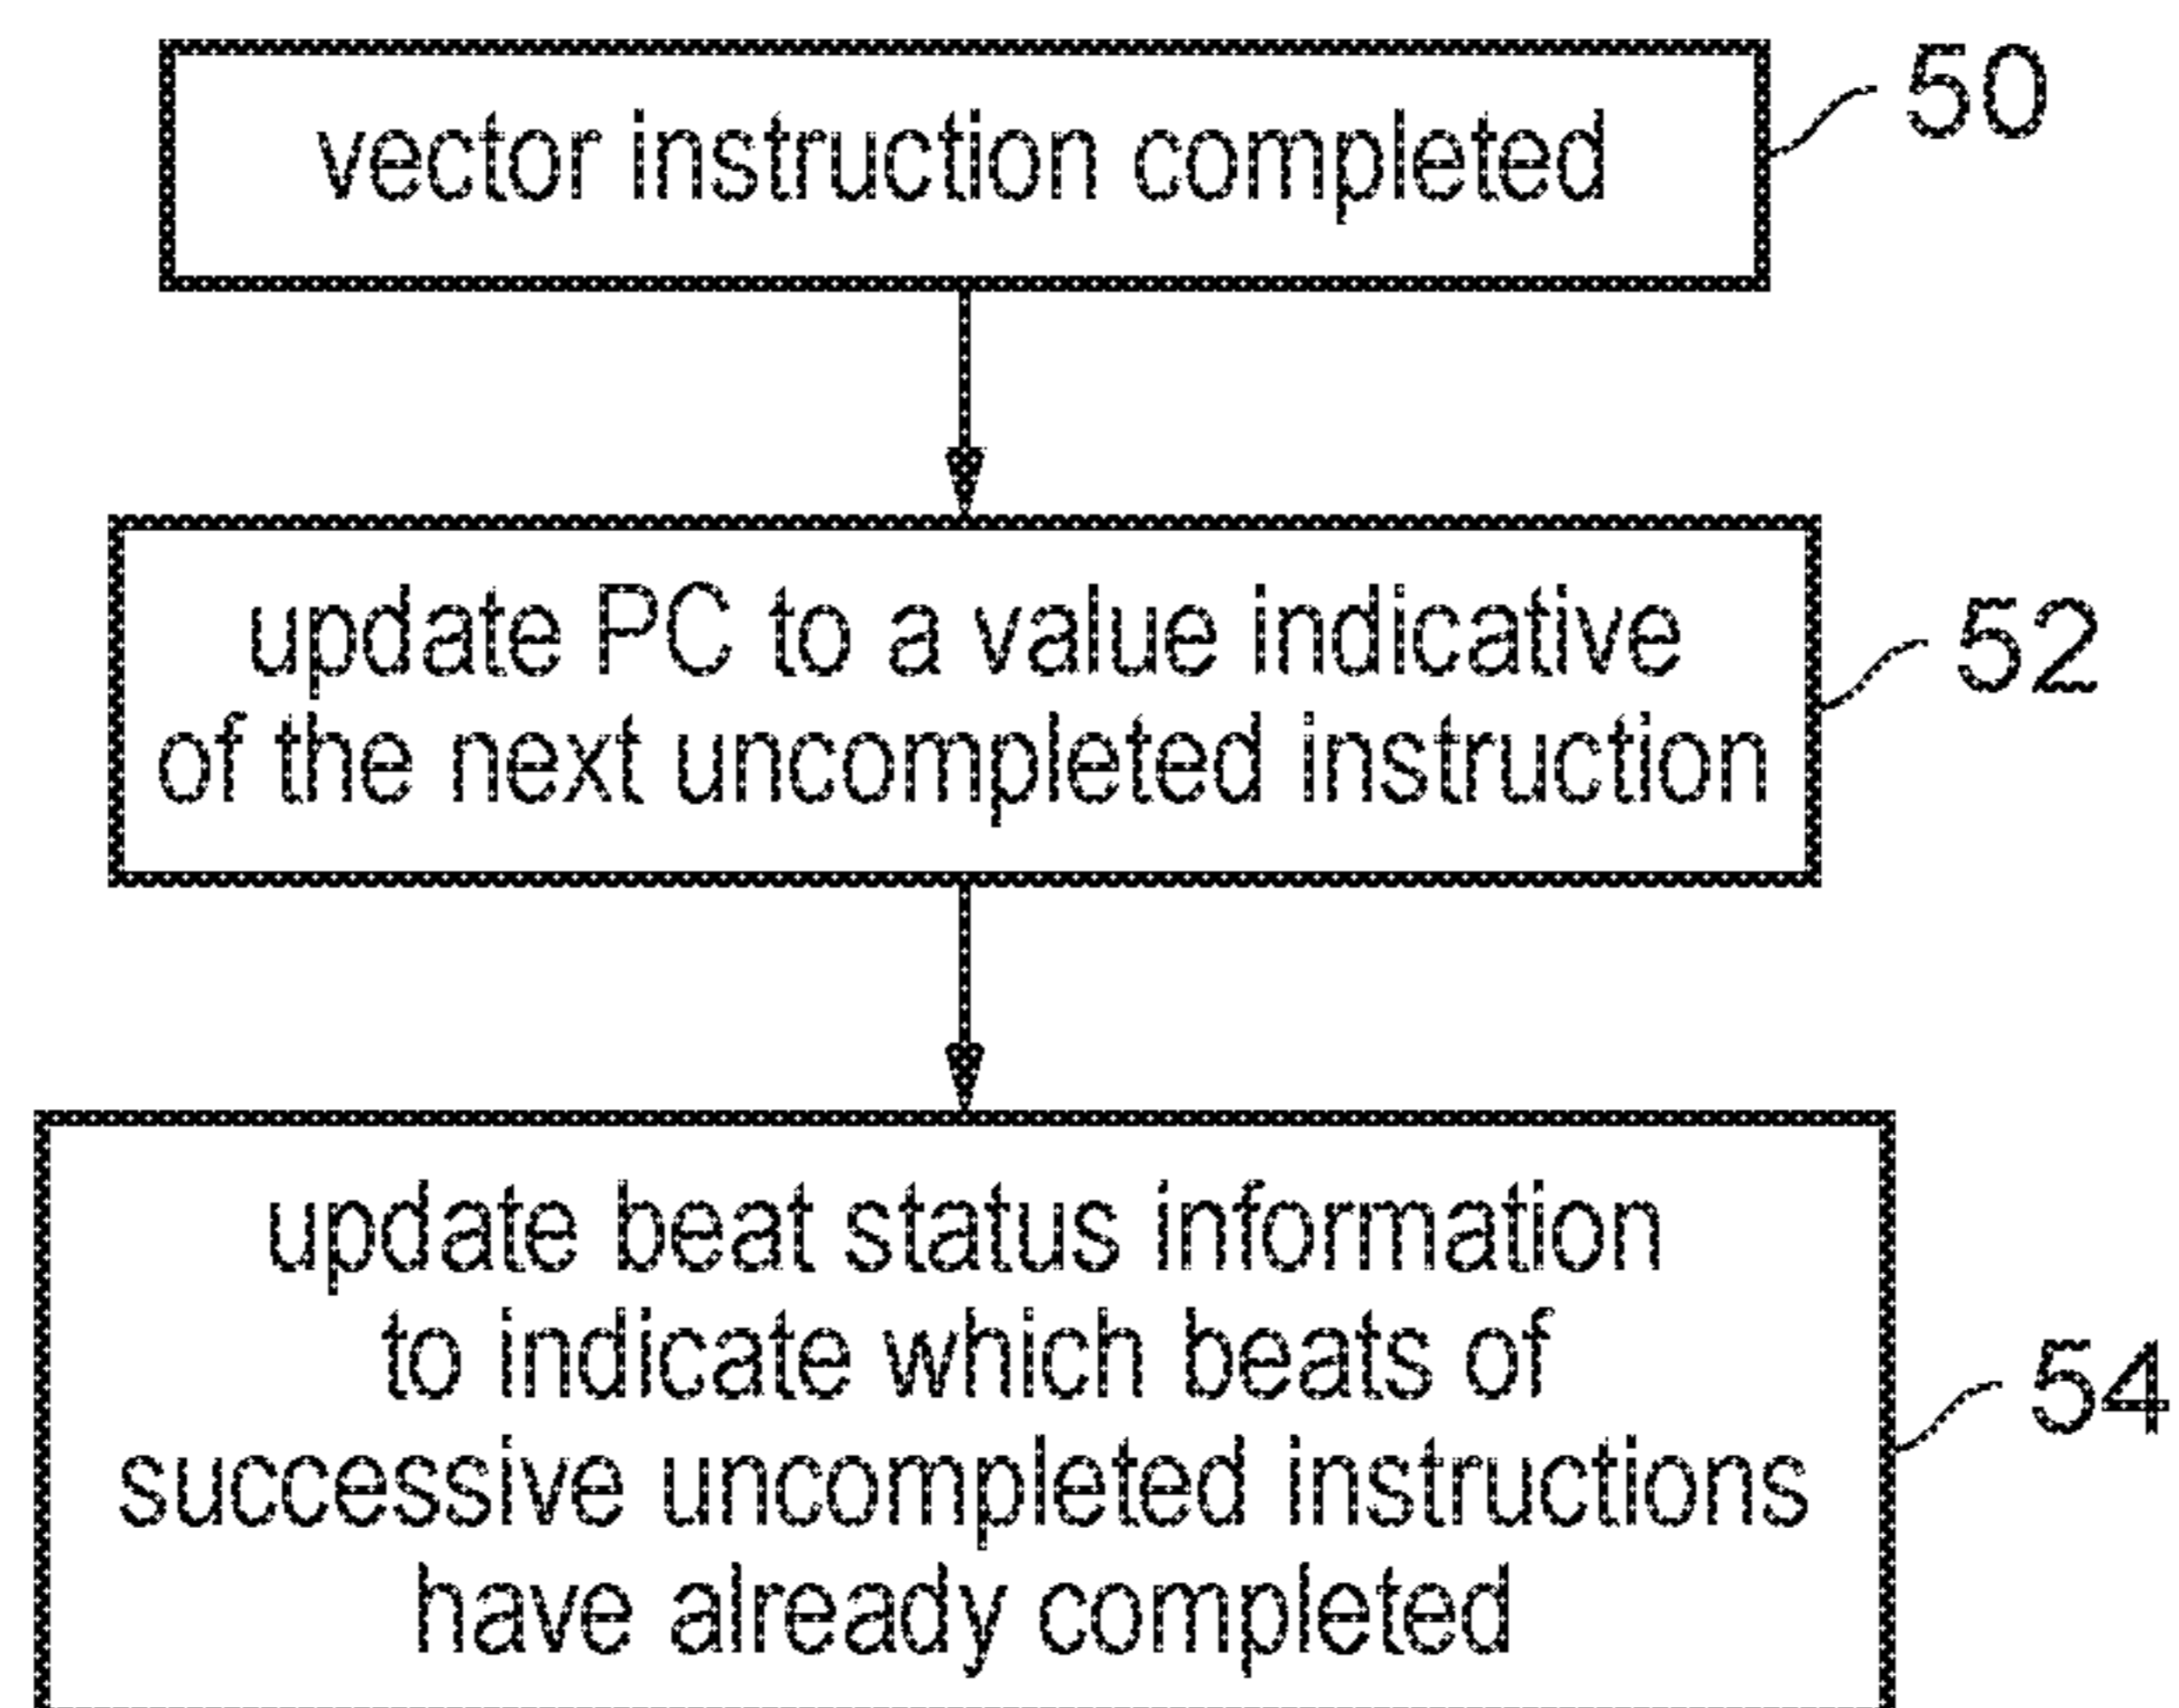 vector instruction completed
50
update PC to a value indicative
of the next uncompleted instruction
52
update beat status information
to indicate which beats of
successive uncompleted instructions
have already completed
54